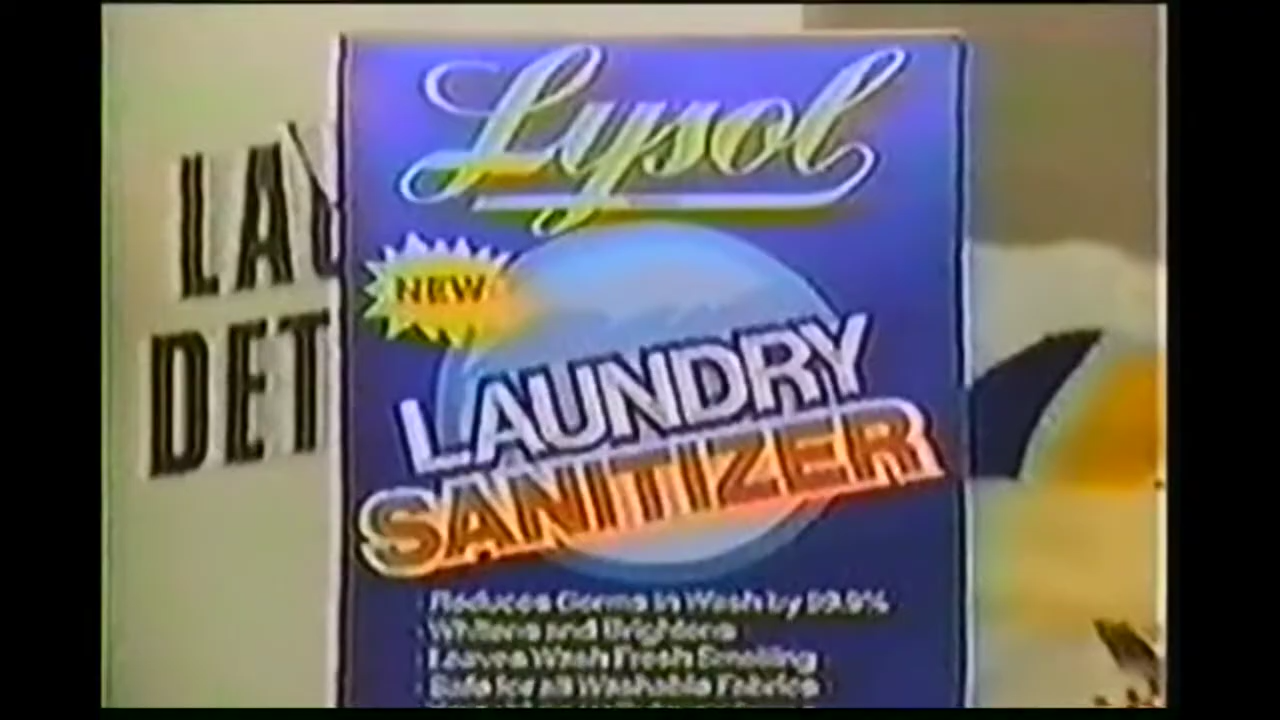 Lysol
NEW
LAU
DET
LAUNDRY
SANITIZER
Reduces Germs in Wash by 99.9%
Whitens and Brightens
Leaves Wash Fresh Smelling
Safe for all Washable Fabrics